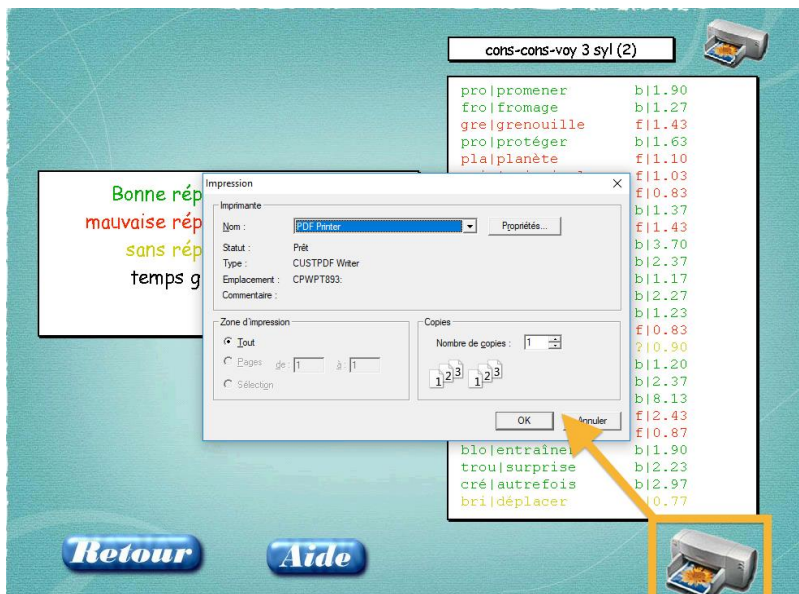 cons-cons-voy 3 syl (2)
pro|promener b|1.90
fro|fromage b|1.27
gre|grenouille f|1.43
pro|protéger b|1.63
pla|planète f|1.10
f|1.03
f|0.83
b|1.37
f|1.43
b|3.70
b|2.37
b|1.17
b|2.27
b|1.23
f|0.83
?|0.90
b|1.20
b|2.37
b|8.13
f|2.43
f|0.87
blo|entraîner b|1.90
trou|surprise b|2.23
cré|autrefois b|2.97
bri|déplacer |0.77
Bonne rép
mauvaise rép
sans rép
temps g
Impression
Imprimante
Nom : PDF Printer Propriétés...
Statut : Prêt
Type : CUSTPDF Writer
Emplacement : CPWPT893:
Commentaire :
Zone d'impression
Tout
Pages de : 1 à : 1
Sélection
Copies
Nombre de copies : 1
1 2 3 1 2 3
OK Annuler
Retour Aide